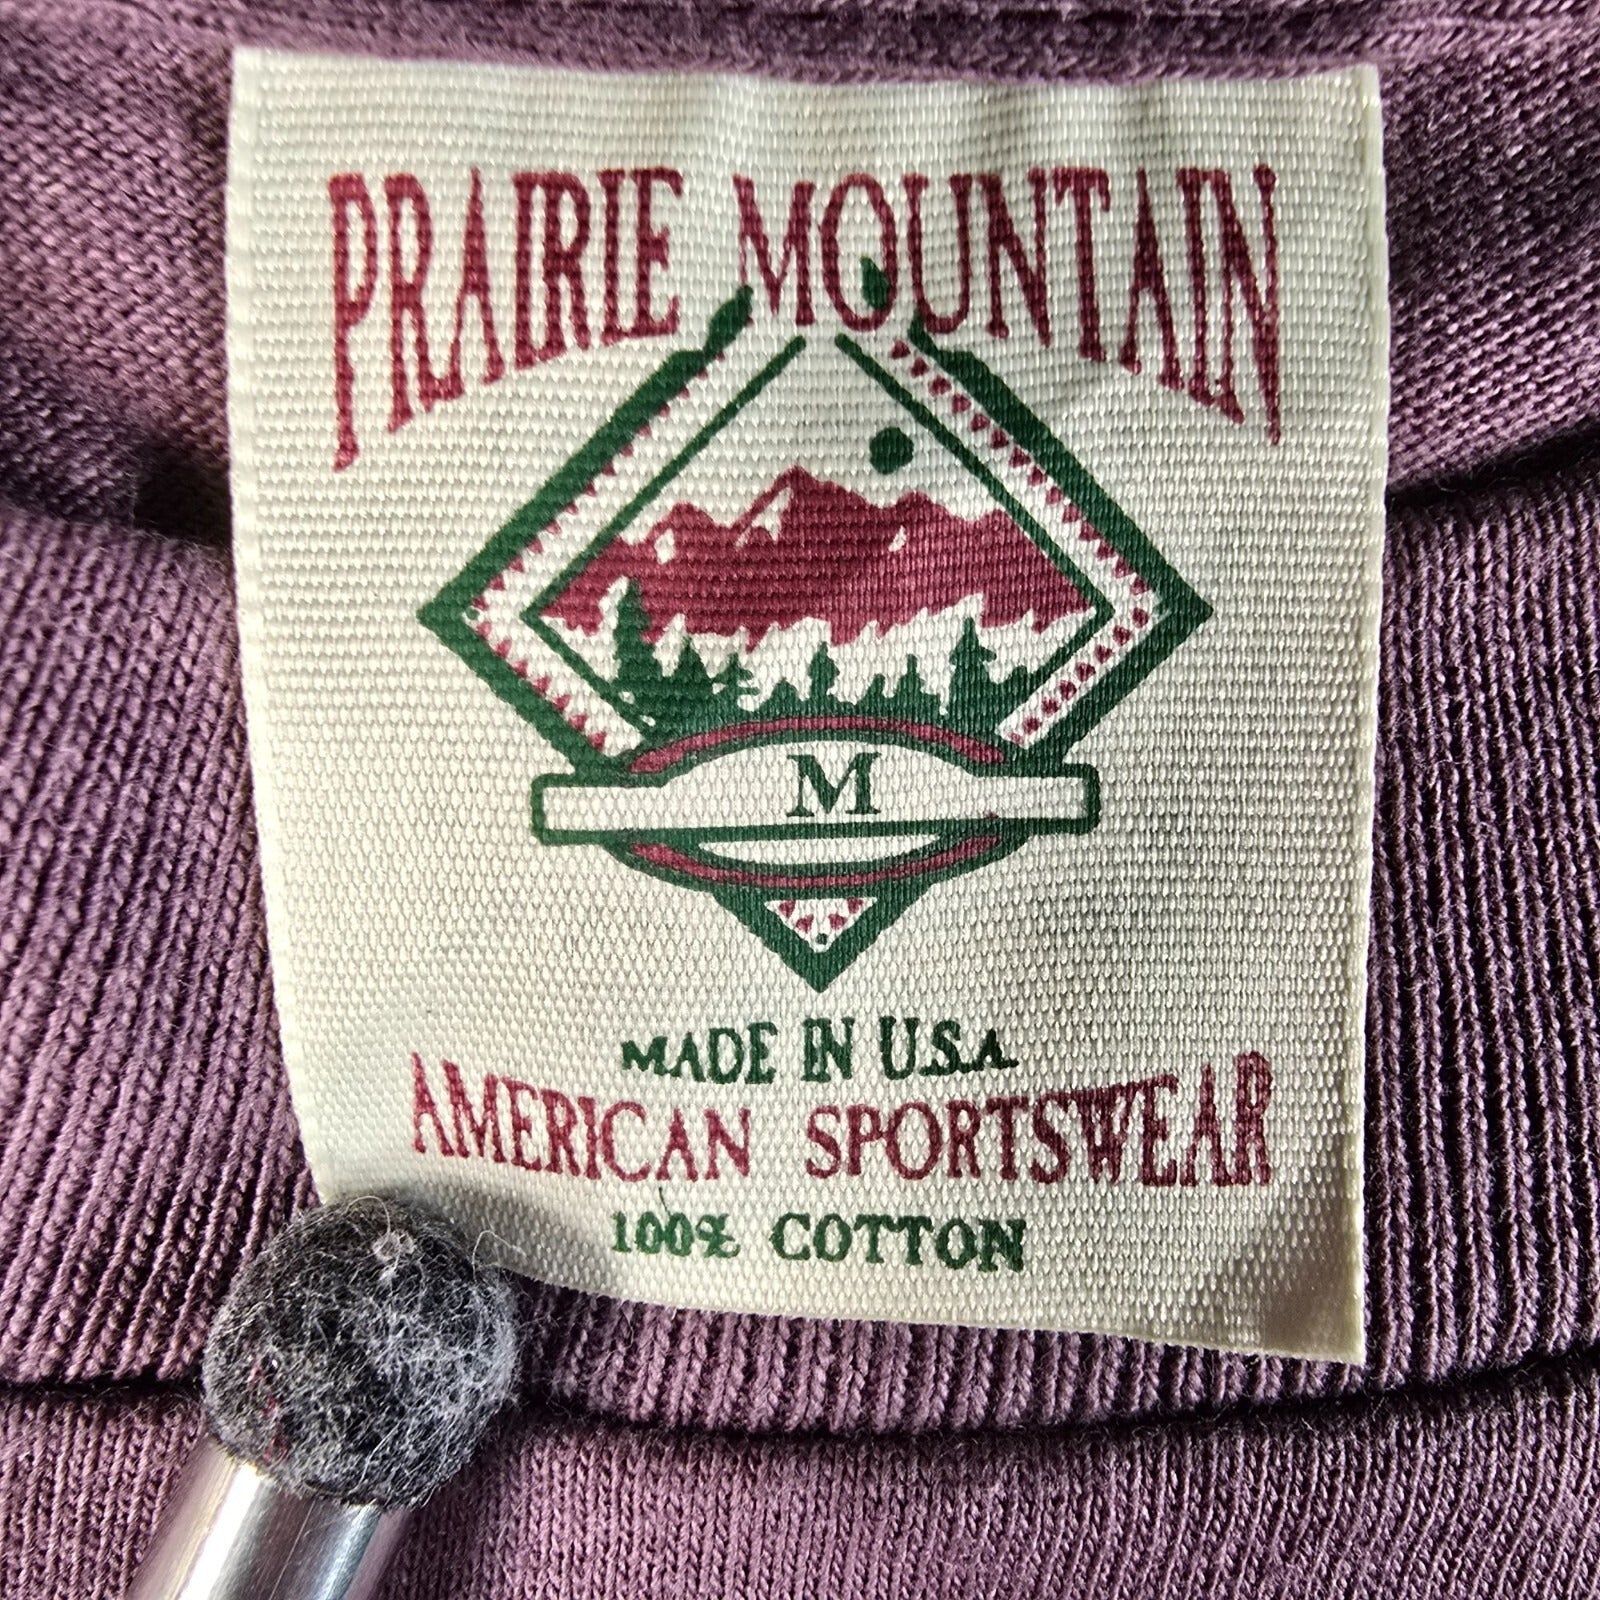 PRAIRIE MOUNTAIN
M
MADE IN U.S.A.
AMERICAN SPORTSWEAR
100% COTTON